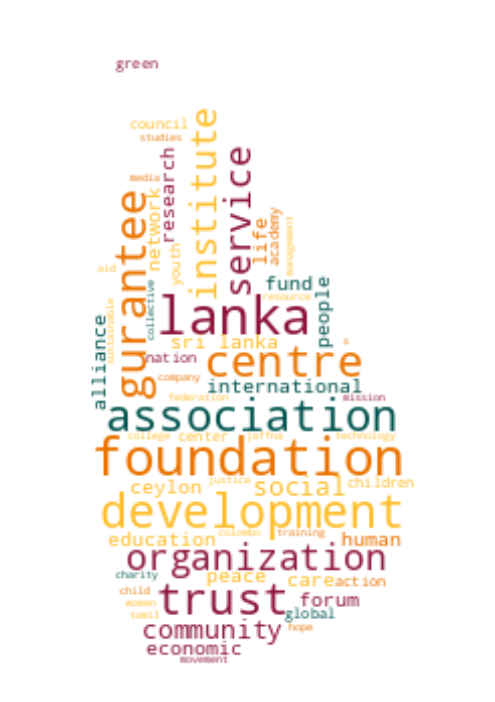 green
council
studies
institute
research
service
media
gurantee
network
youth
life
academy
management
aid
fund
resource
people
collective
sustainable
alliance
lanka
sri lanka
s
nation
centre
company
international
federation
mission
association
college
center
jaffna
technology
foundation
justice
ceylon
social
children
development
education
colombo
training
human
organization
charity
peace
care
action
child
trust
women
forum
tamil
global
community
hope
economic
movement